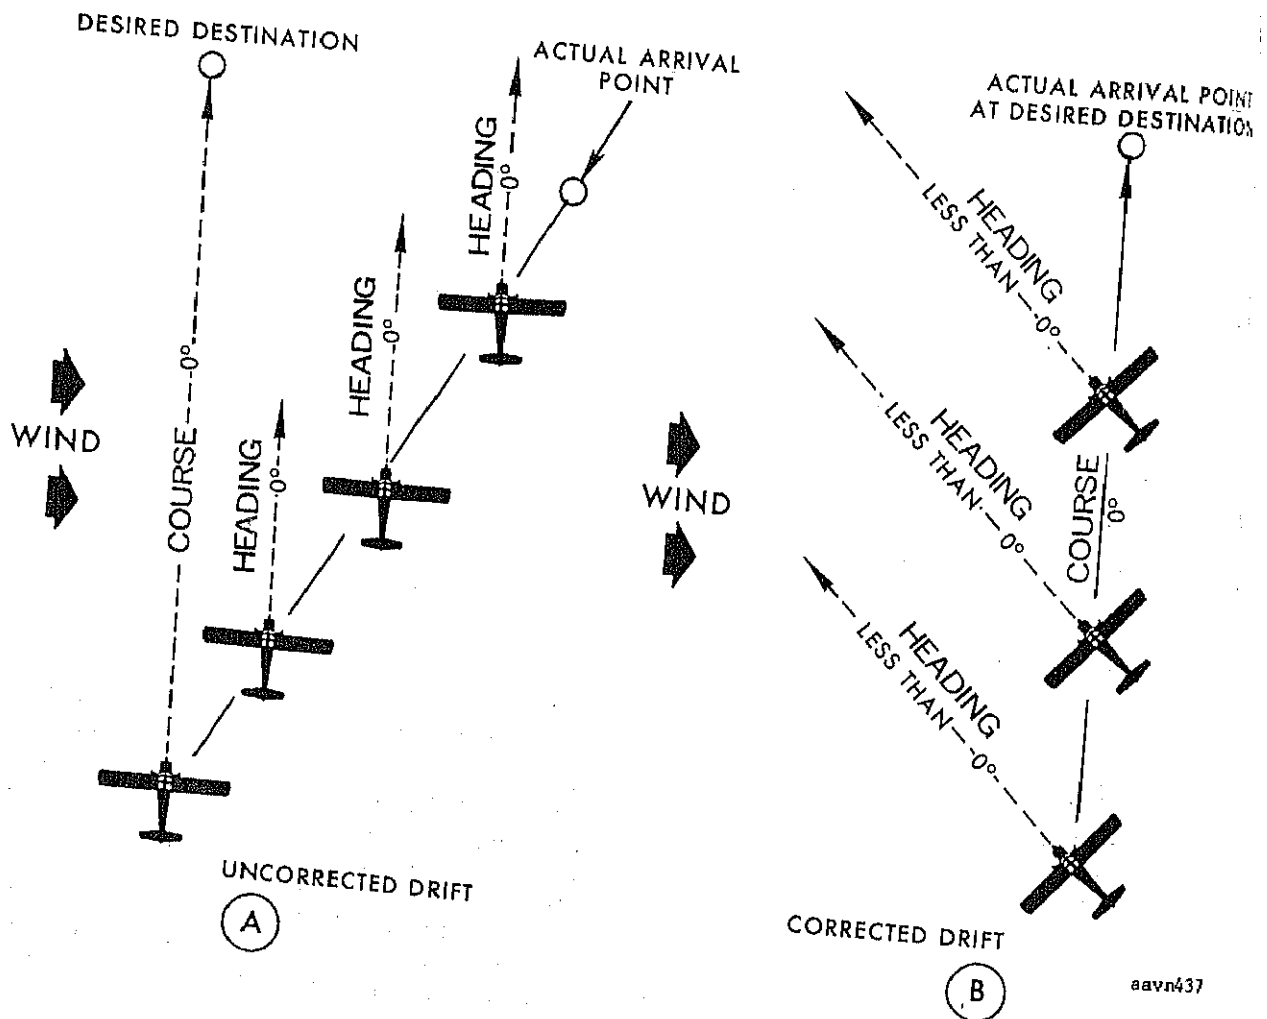 DESIRED DESTINATION
ACTUAL ARRIVAL
POINT
HEADING
0°
HEADING
0°
HEADING
0°
COURSE
0°
WIND
UNCORRECTED DRIFT
A
ACTUAL ARRIVAL POINT
AT DESIRED DESTINATION
HEADING
LESS THAN 0°
HEADING
LESS THAN 0°
HEADING
LESS THAN 0°
COURSE
0°
WIND
CORRECTED DRIFT
B
aavn437